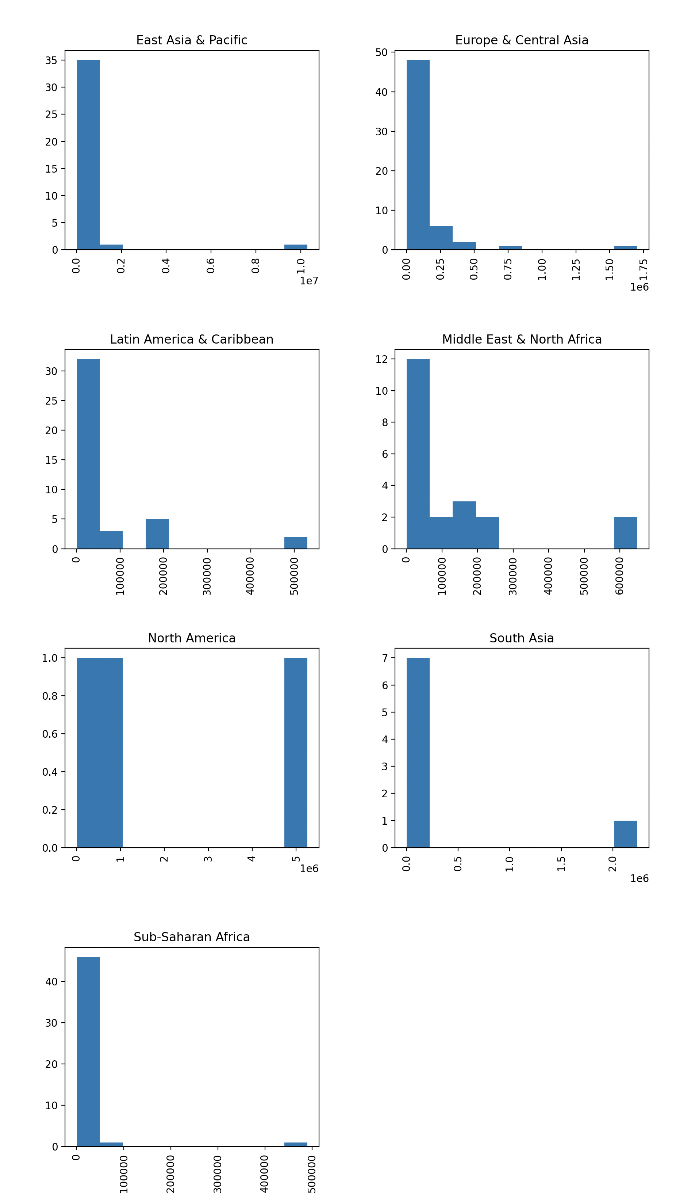 East Asia & Pacific
35
30
25
20
15
10
5
0
0.0 0.2 0.4 0.6 0.8 1.0
1e7
Europe & Central Asia
50
40
30
20
10
0
0.00 0.25 0.50 0.75 1.00 1.25 1.50 1.75
1e6
Latin America & Caribbean
30
25
20
15
10
5
0
0 100000 200000 300000 400000 500000
Middle East & North Africa
12
10
8
6
4
2
0
0 100000 200000 300000 400000 500000 600000
North America
1.0
0.8
0.6
0.4
0.2
0.0
0 1 2 3 4 5
1e6
South Asia
7
6
5
4
3
2
1
0
0.0 0.5 1.0 1.5 2.0
1e6
Sub-Saharan Africa
40
30
20
10
0
0 100000 200000 300000 400000 500000